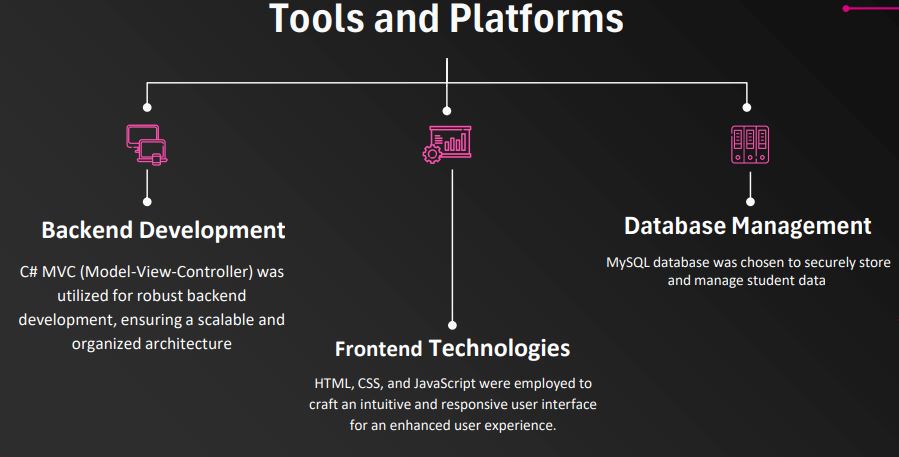 Tools and Platforms
Backend Development
C# MVC (Model-View-Controller) was
utilized for robust backend
development, ensuring a scalable and
organized architecture
Frontend Technologies
HTML, CSS, and JavaScript were employed to
craft an intuitive and responsive user interface
for an enhanced user experience.
Database Management
MySQL database was chosen to securely store
and manage student data